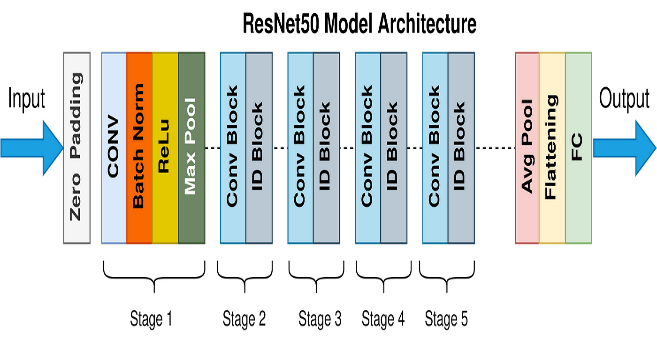 ResNet50 Model Architecture
Input
Zero Padding
CONV
Batch Norm
ReLu
Max Pool
Conv Block
ID Block
Conv Block
ID Block
Conv Block
ID Block
Conv Block
ID Block
Avg Pool
Flattening
FC
Output
Stage 1
Stage 2
Stage 3
Stage 4
Stage 5